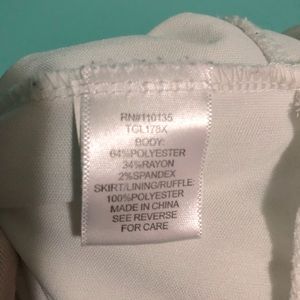 RN#110135
TCL178X
BODY:
64%POLYESTER
34%RAYON
2%SPANDEX
SKIRT/LINING/RUFFLE:
100%POLYESTER
MADE IN CHINA
SEE REVERSE
FOR CARE